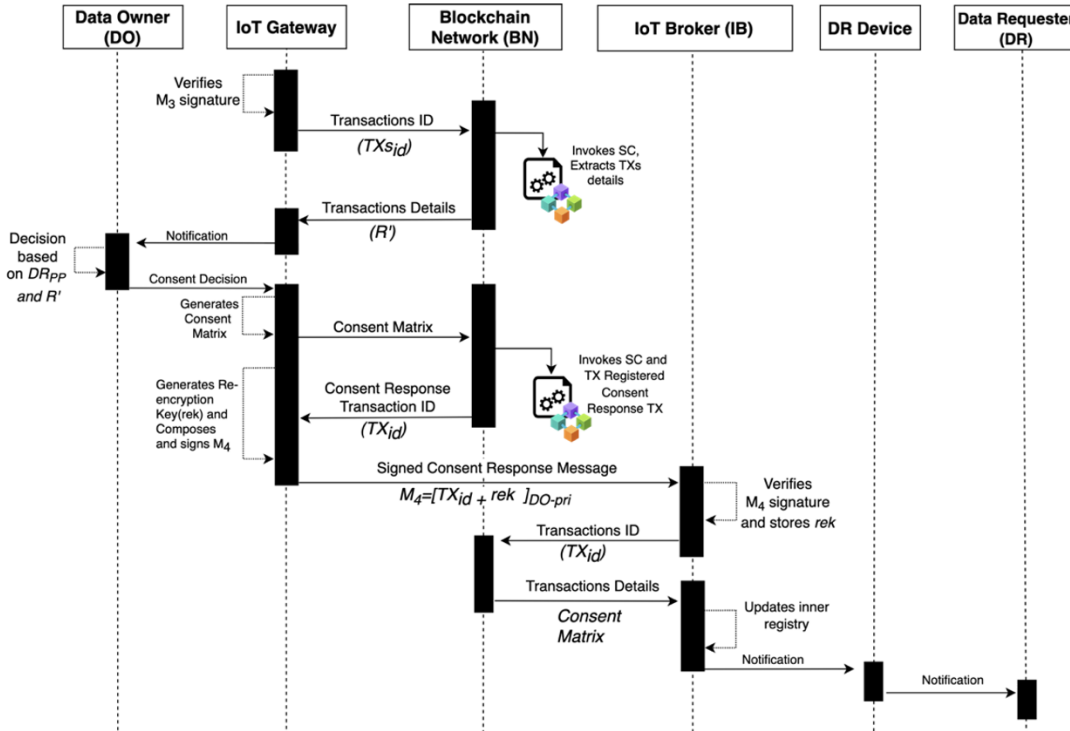 Data Owner
(DO)
IoT Gateway
Blockchain
Network (BN)
IoT Broker (IB)
DR Device
Data Requester
(DR)
Verifies
M3 signature
Transactions ID
(TXsid)
Invokes SC,
Extracts TXs
details
Transactions Details
(R')
Notification
Decision
based
on DRPP
and R'
Consent Decision
Generates
Consent
Matrix
Consent Matrix
Invokes SC and
TX Registered
Consent
Response TX
Generates Re-
encryption
Key(rek) and
Composes
and signs M4
Consent Response
Transaction ID
(TXid)
Signed Consent Response Message
M4=[TXid + rek ]DO-pri
Verifies
M4 signature
and stores rek
Transactions ID
(TXid)
Transactions Details
Consent
Matrix
Updates inner
registry
Notification
Notification